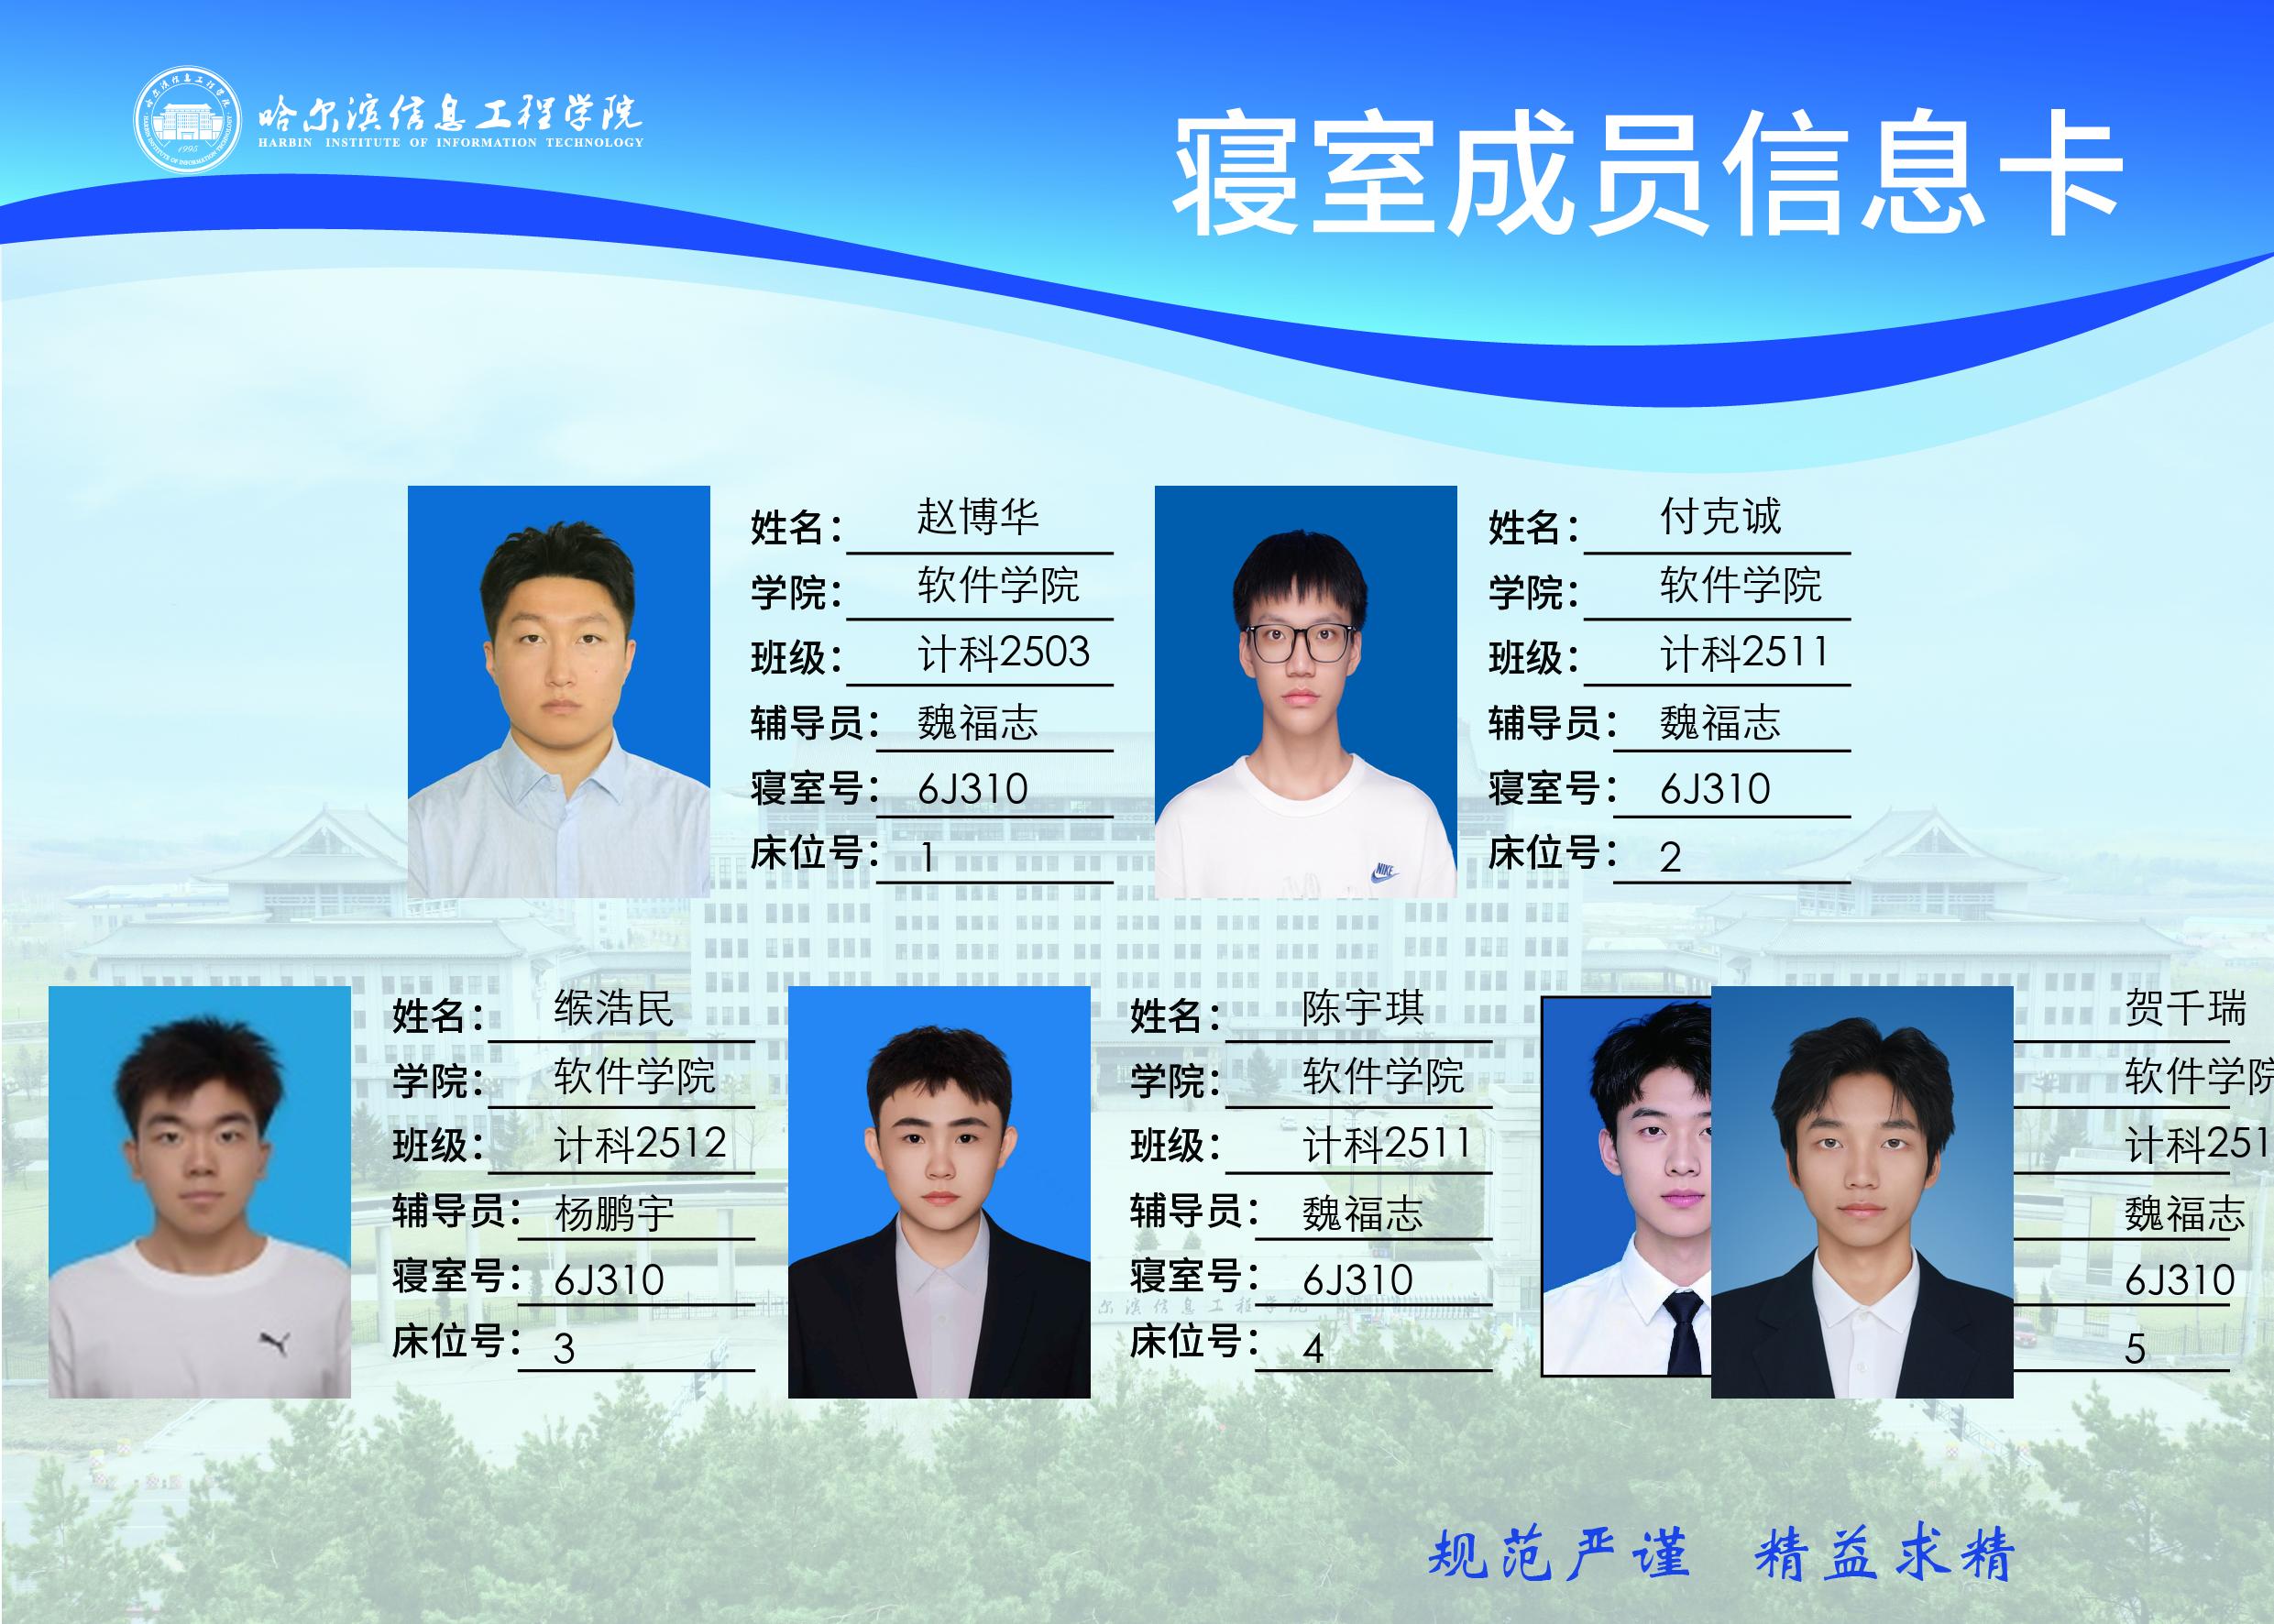 哈尔滨信息工程学院
HARBIN INSTITUTE OF INFORMATION TECHNOLOGY
1995
寝室成员信息卡
姓名： 赵博华
学院： 软件学院
班级： 计科2503
辅导员： 魏福志
寝室号： 6J310
床位号： 1
姓名： 付克诚
学院： 软件学院
班级： 计科2511
辅导员： 魏福志
寝室号： 6J310
床位号： 2
NIKE
姓名： 缑浩民
学院： 软件学院
班级： 计科2512
辅导员： 杨鹏宇
寝室号： 6J310
床位号： 3
姓名： 陈宇琪
学院： 软件学院
班级： 计科2511
辅导员： 魏福志
寝室号： 6J310
床位号： 4
贺千瑞
软件学院
计科251
魏福志
6J310
5
尔滨信息工程学院
规范严谨 精益求精